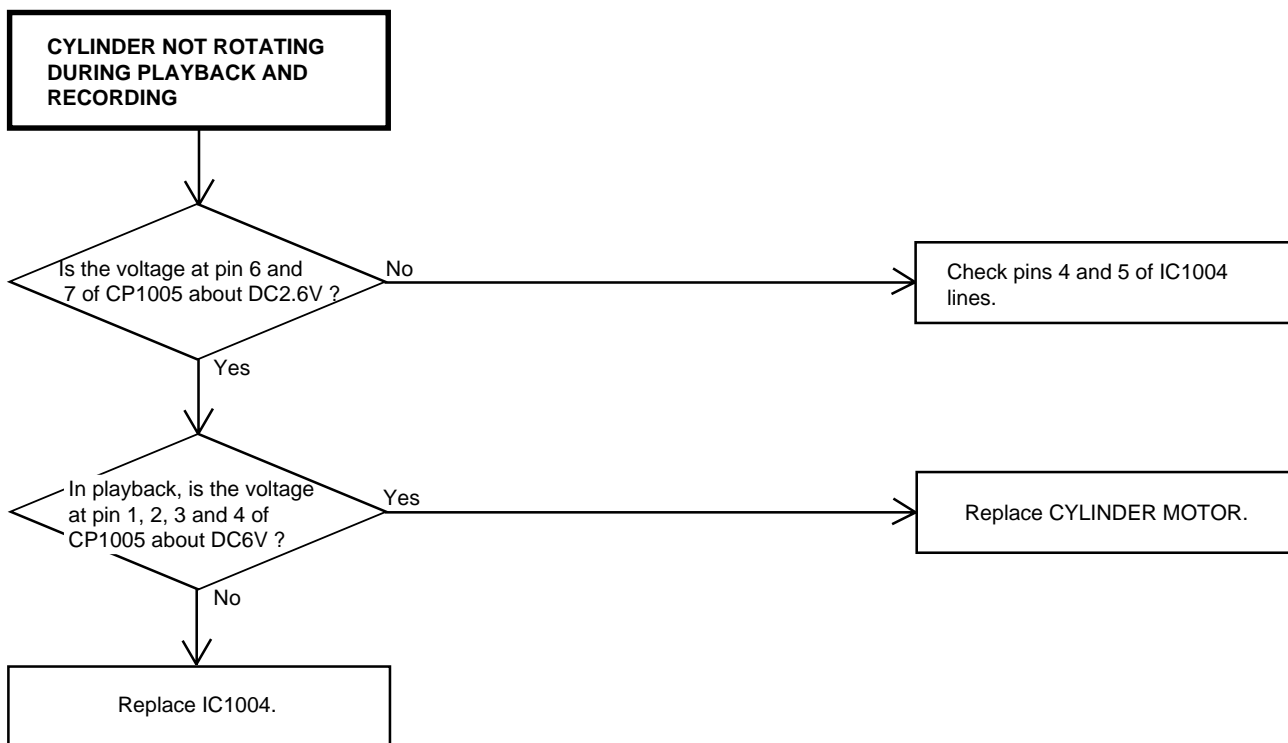 CYLINDER NOT ROTATING
DURING PLAYBACK AND
RECORDING
Is the voltage at pin 6 and
7 of CP1005 about DC2.6V ?
No
Check pins 4 and 5 of IC1004
lines.
Yes
In playback, is the voltage
at pin 1, 2, 3 and 4 of
CP1005 about DC6V ?
Yes
Replace CYLINDER MOTOR.
No
Replace IC1004.